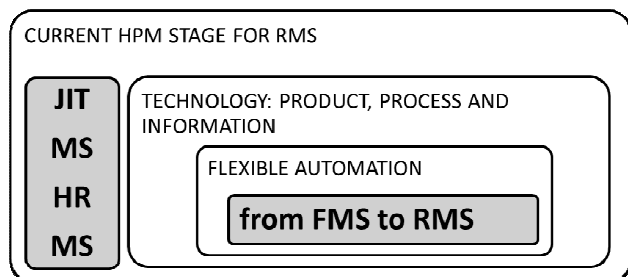 CURRENT HPM STAGE FOR RMS
JIT
MS
HR
MS
TECHNOLOGY: PRODUCT, PROCESS AND
INFORMATION
FLEXIBLE AUTOMATION
from FMS to RMS